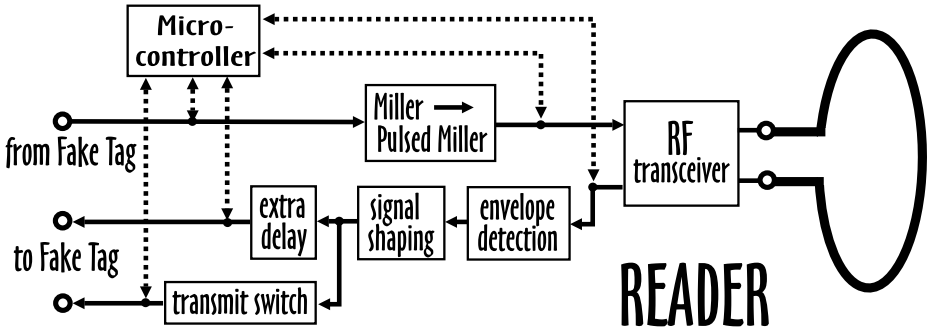 Micro-
controller
Miller
Pulsed Miller
from Fake Tag
RF
transceiver
extra
delay
signal
shaping
envelope
detection
to Fake Tag
transmit switch
READER